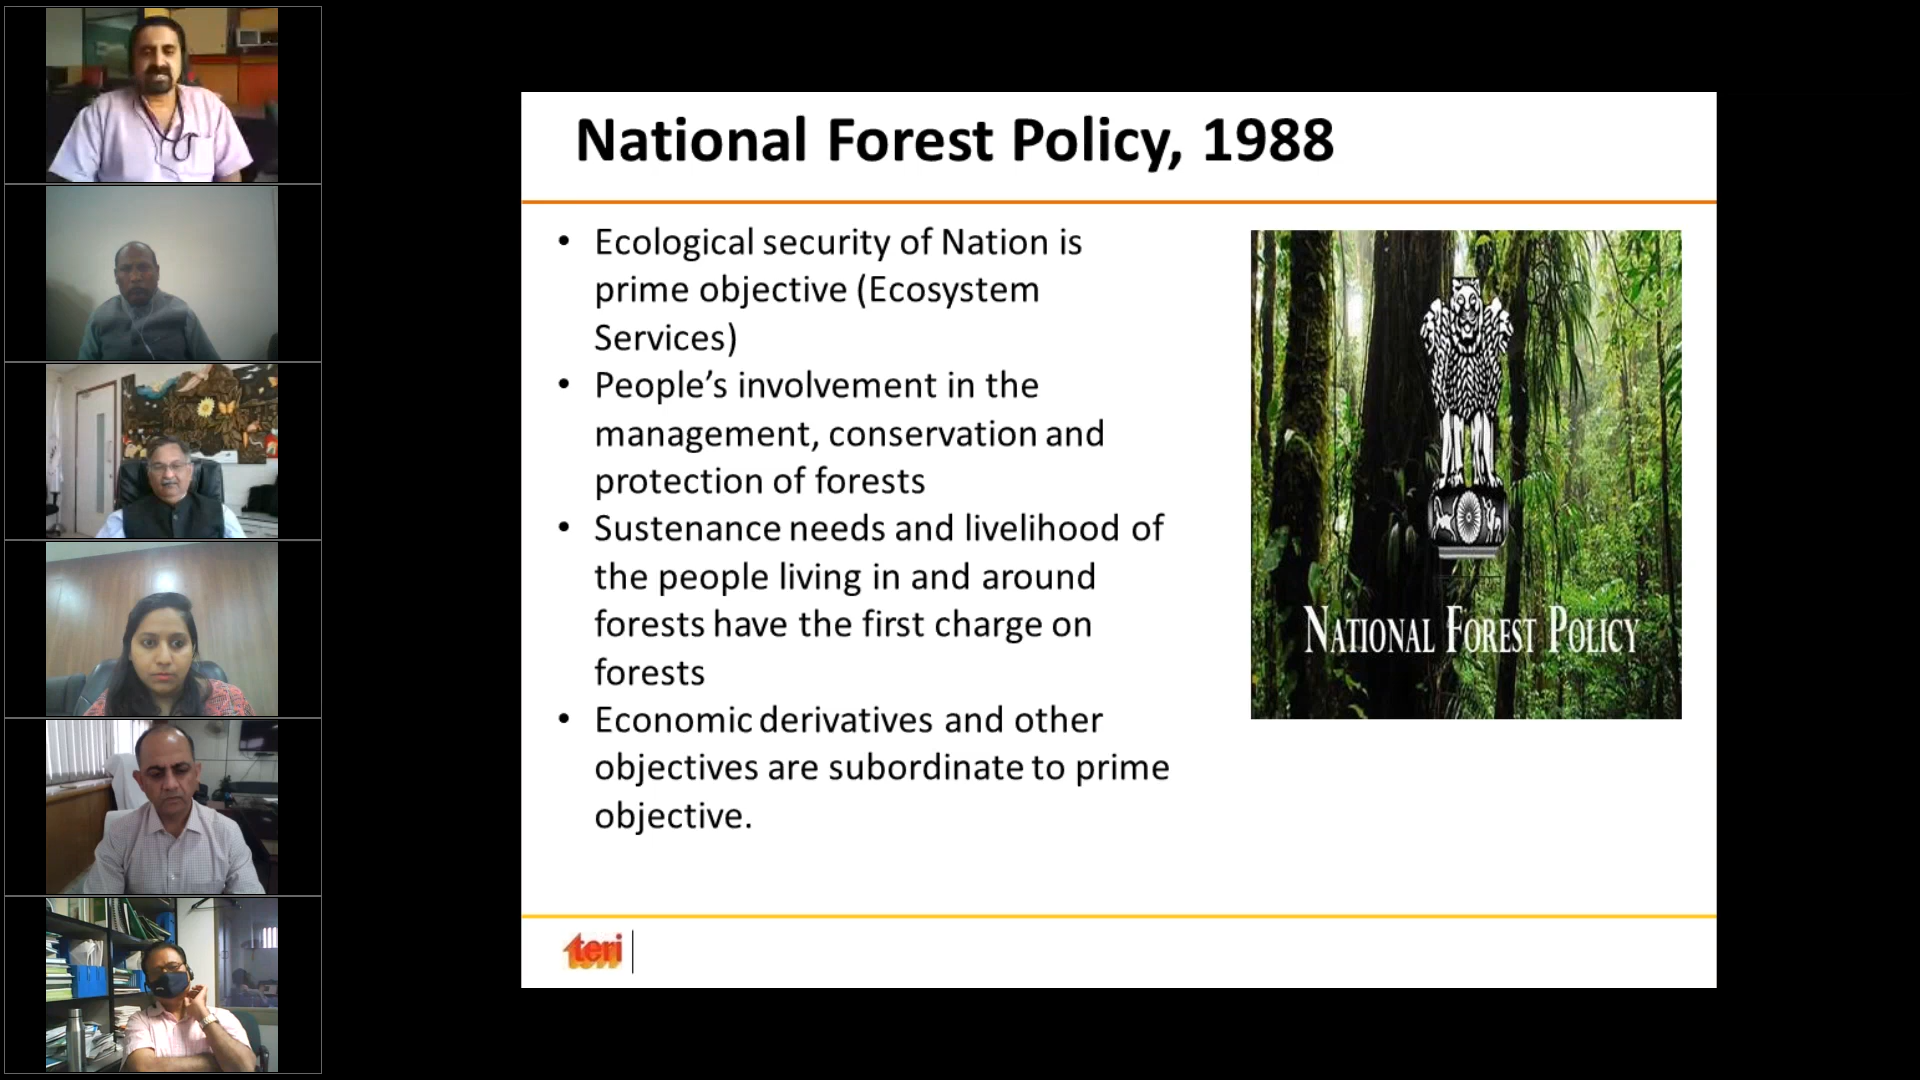 National Forest Policy, 1988
• Ecological security of Nation is
prime objective (Ecosystem
Services)
• People’s involvement in the
management, conservation and
protection of forests
• Sustenance needs and livelihood of
the people living in and around
forests have the first charge on
forests
• Economic derivatives and other
objectives are subordinate to prime
objective.
NATIONAL FOREST POLICY
teri